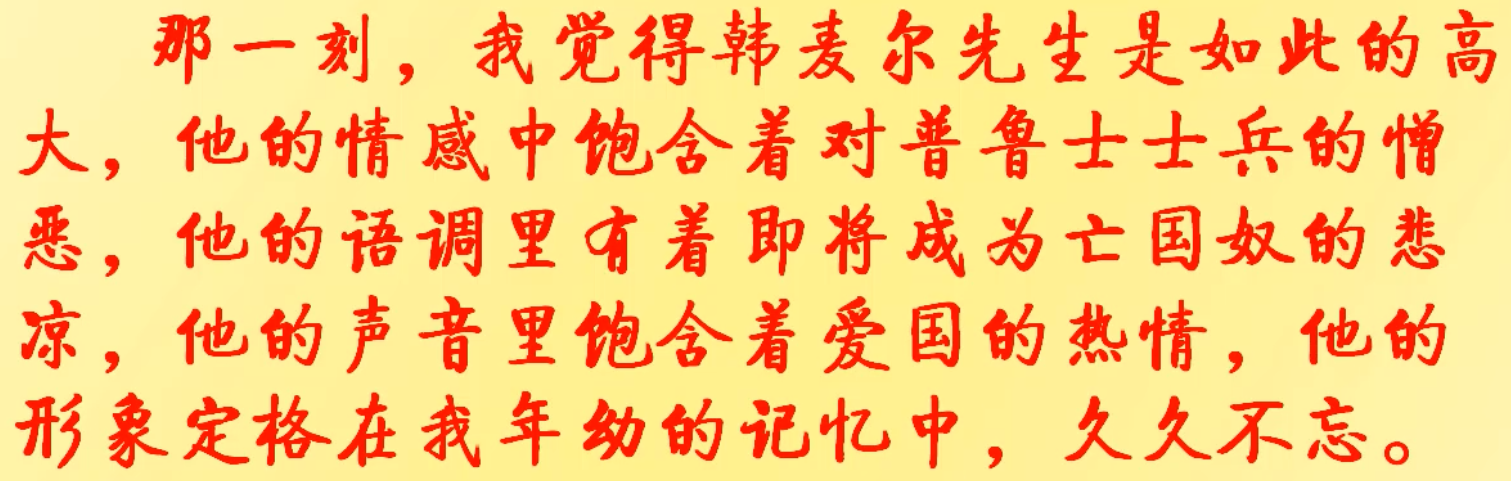 那一刻，我觉得韩麦尔先生是如此的高
大，他的情感中饱含着对普鲁士士兵的憎
恶，他的语调里有着即将成为亡国奴的悲
凉，他的声音里饱含着爱国的热情，他的
形象定格在我年幼的记忆中，久久不忘。